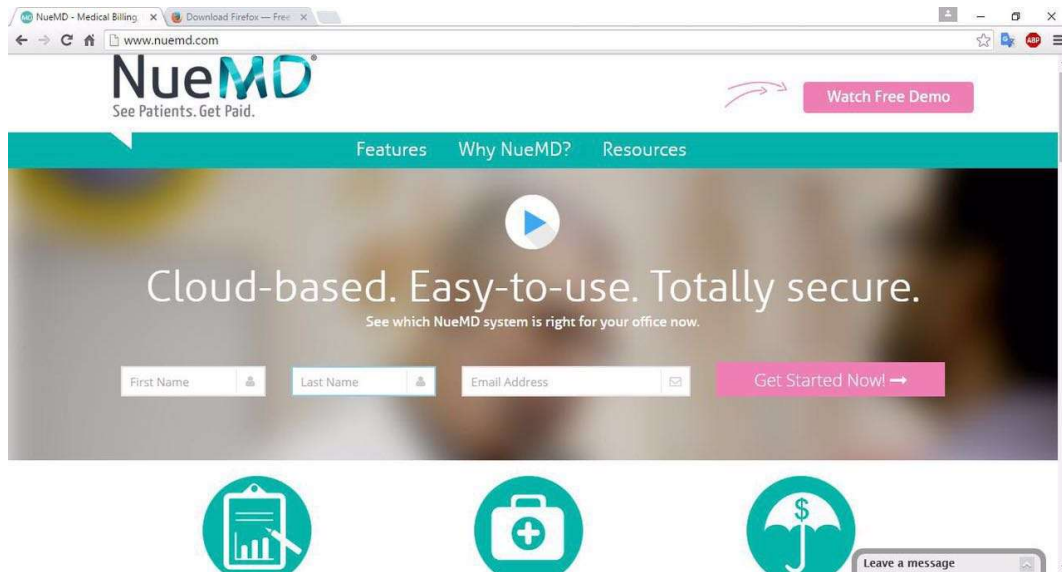 NueMD - Medical Billing,
Download Firefox — Free
www.nuemd.com
ABP
NueMD®
See Patients. Get Paid.
Watch Free Demo
Features Why NueMD? Resources
Cloud-based. Easy-to-use. Totally secure.
See which NueMD system is right for your office now.
First Name Last Name Email Address Get Started Now!
$
Leave a message